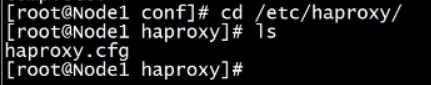 [root@Node1 conf]# cd /etc/haproxy/
[root@Node1 haproxy]# ls
haproxy.cfg
[root@Node1 haproxy]#